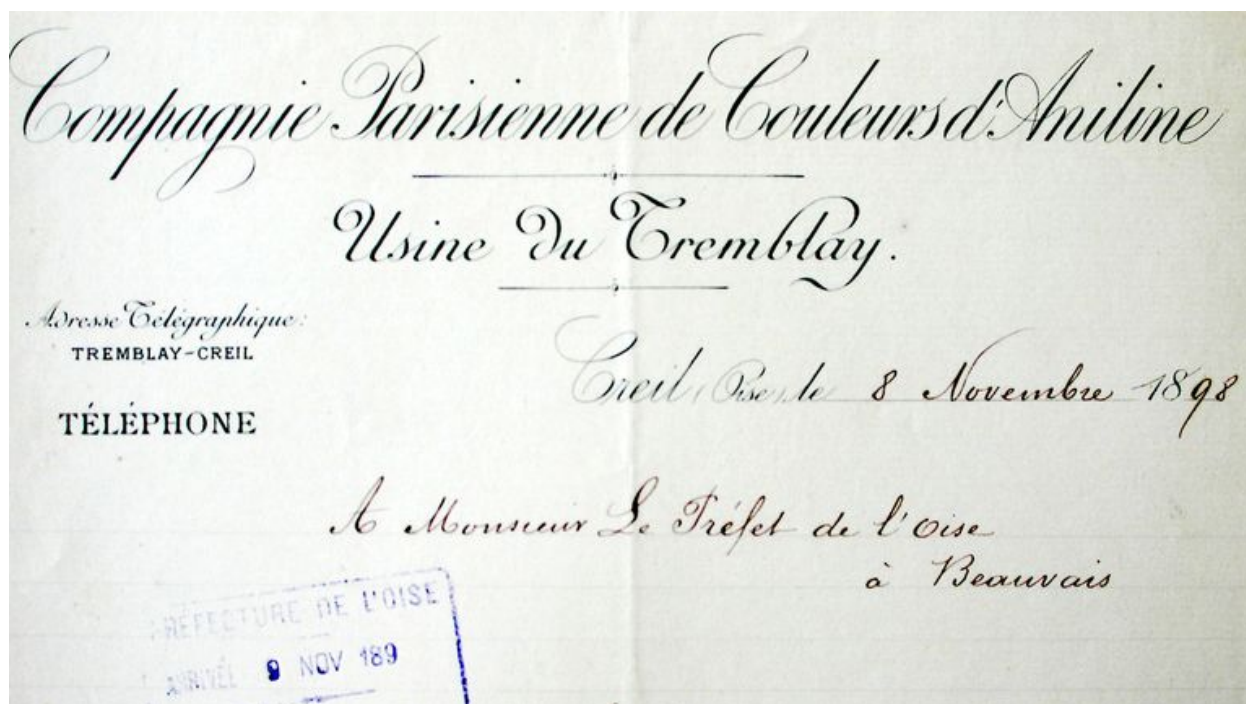 Compagnie Parisienne de Couleurs d'Aniline
Usine du Tremblay.
Adresse Télégraphique:
TREMBLAY-CREIL
TÉLÉPHONE
Creil (Oise), le 8 Novembre 1898
A Monsieur Le Préfet de l'Oise
à Beauvais
PRÉFECTURE DE L'OISE
ARRIVÉE 9 NOV 189